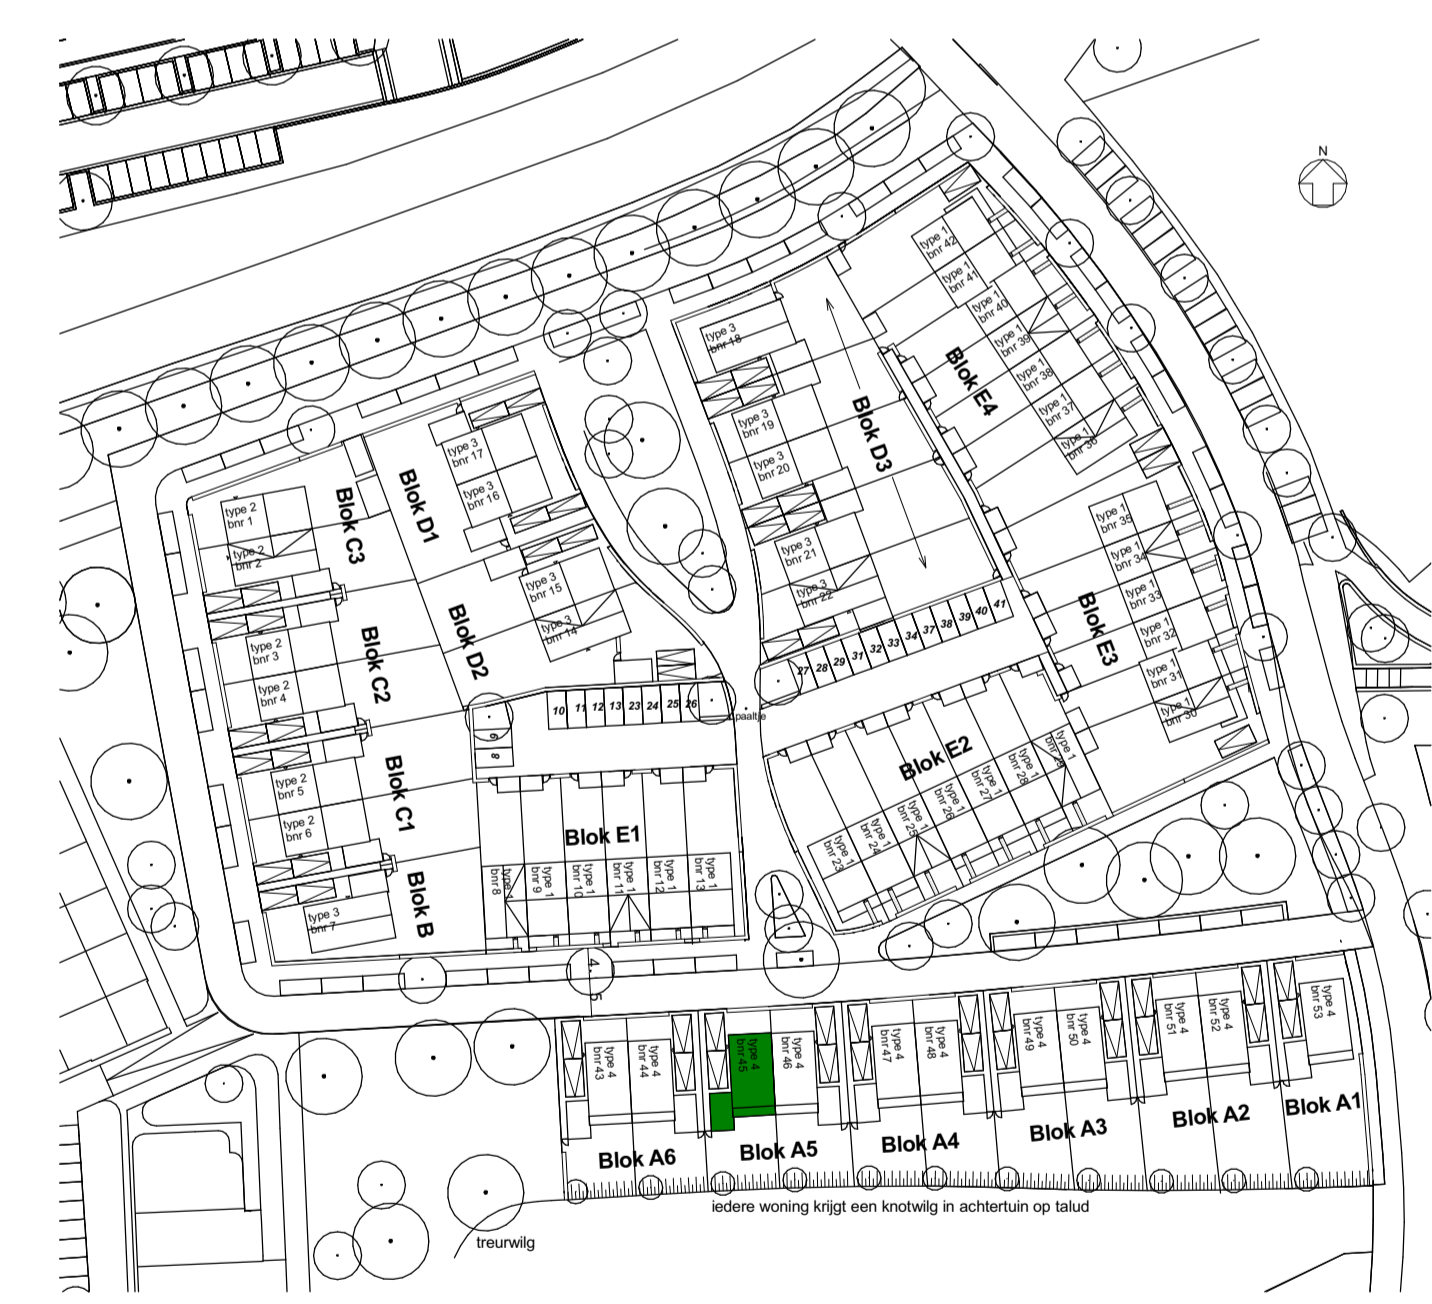 N
type 1
bnr 42
type 1
bnr 41
type 1
bnr 40
type 1
bnr 39
type 1
bnr 38
type 1
bnr 37
type 1
bnr 36
Blok E4
type 3
bnr 18
type 3
bnr 19
type 3
bnr 20
type 3
bnr 21
type 3
bnr 22
Blok D3
type 3
bnr 17
type 3
bnr 16
Blok D1
type 3
bnr 15
type 3
bnr 14
Blok D2
type 2
bnr 1
type 2
bnr 2
Blok C3
type 2
bnr 3
type 2
bnr 4
Blok C2
type 2
bnr 5
type 2
bnr 6
Blok C1
type 3
bnr 7
Blok B
type 1
bnr 35
type 1
bnr 34
type 1
bnr 33
type 1
bnr 32
type 1
bnr 31
type 1
bnr 30
Blok E3
27 28 29 31 32 33 34 37 38 39 40 41
10 11 12 13 23 24 25 26
9
8
paaltje
Blok E2
type 1
bnr 23
type 1
bnr 24
type 1
bnr 25
type 1
bnr 26
type 1
bnr 27
type 1
bnr 28
type 1
bnr 29
Blok E1
type 1
bnr 8
type 1
bnr 9
type 1
bnr 10
type 1
bnr 11
type 1
bnr 12
type 1
bnr 13
4.5
type 4
bnr 43
type 4
bnr 44
type 4
bnr 45
type 4
bnr 46
type 4
bnr 47
type 4
bnr 48
type 4
bnr 49
type 4
bnr 50
type 4
bnr 51
type 4
bnr 52
type 4
bnr 53
Blok A6
Blok A5
Blok A4
Blok A3
Blok A2
Blok A1
iedere woning krijgt een knotwilg in achtertuin op talud
treurwilg